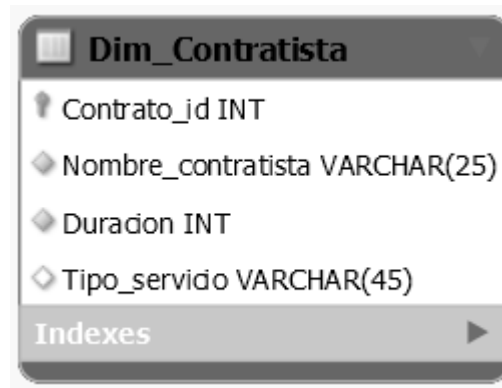 Dim_Contratista
Contrato_id INT
Nombre_contratista VARCHAR(25)
Duracion INT
Tipo_servicio VARCHAR(45)
Indexes